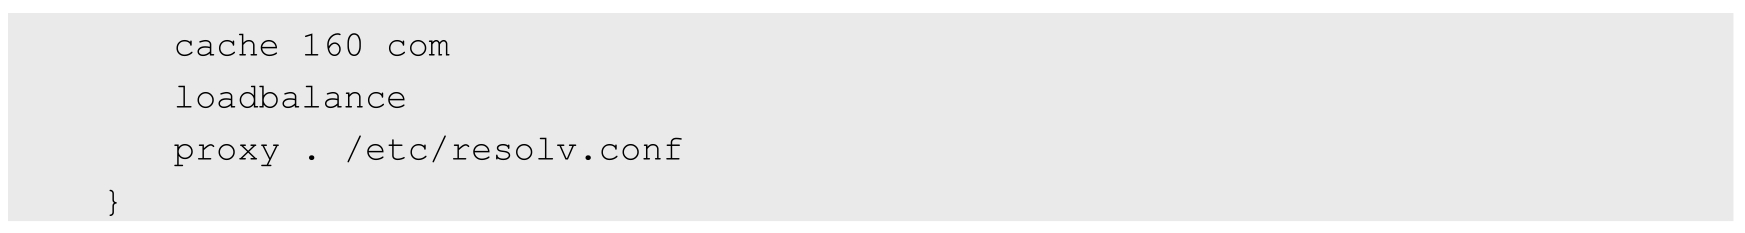 cache 160 com
loadbalance
proxy . /etc/resolv.conf
}